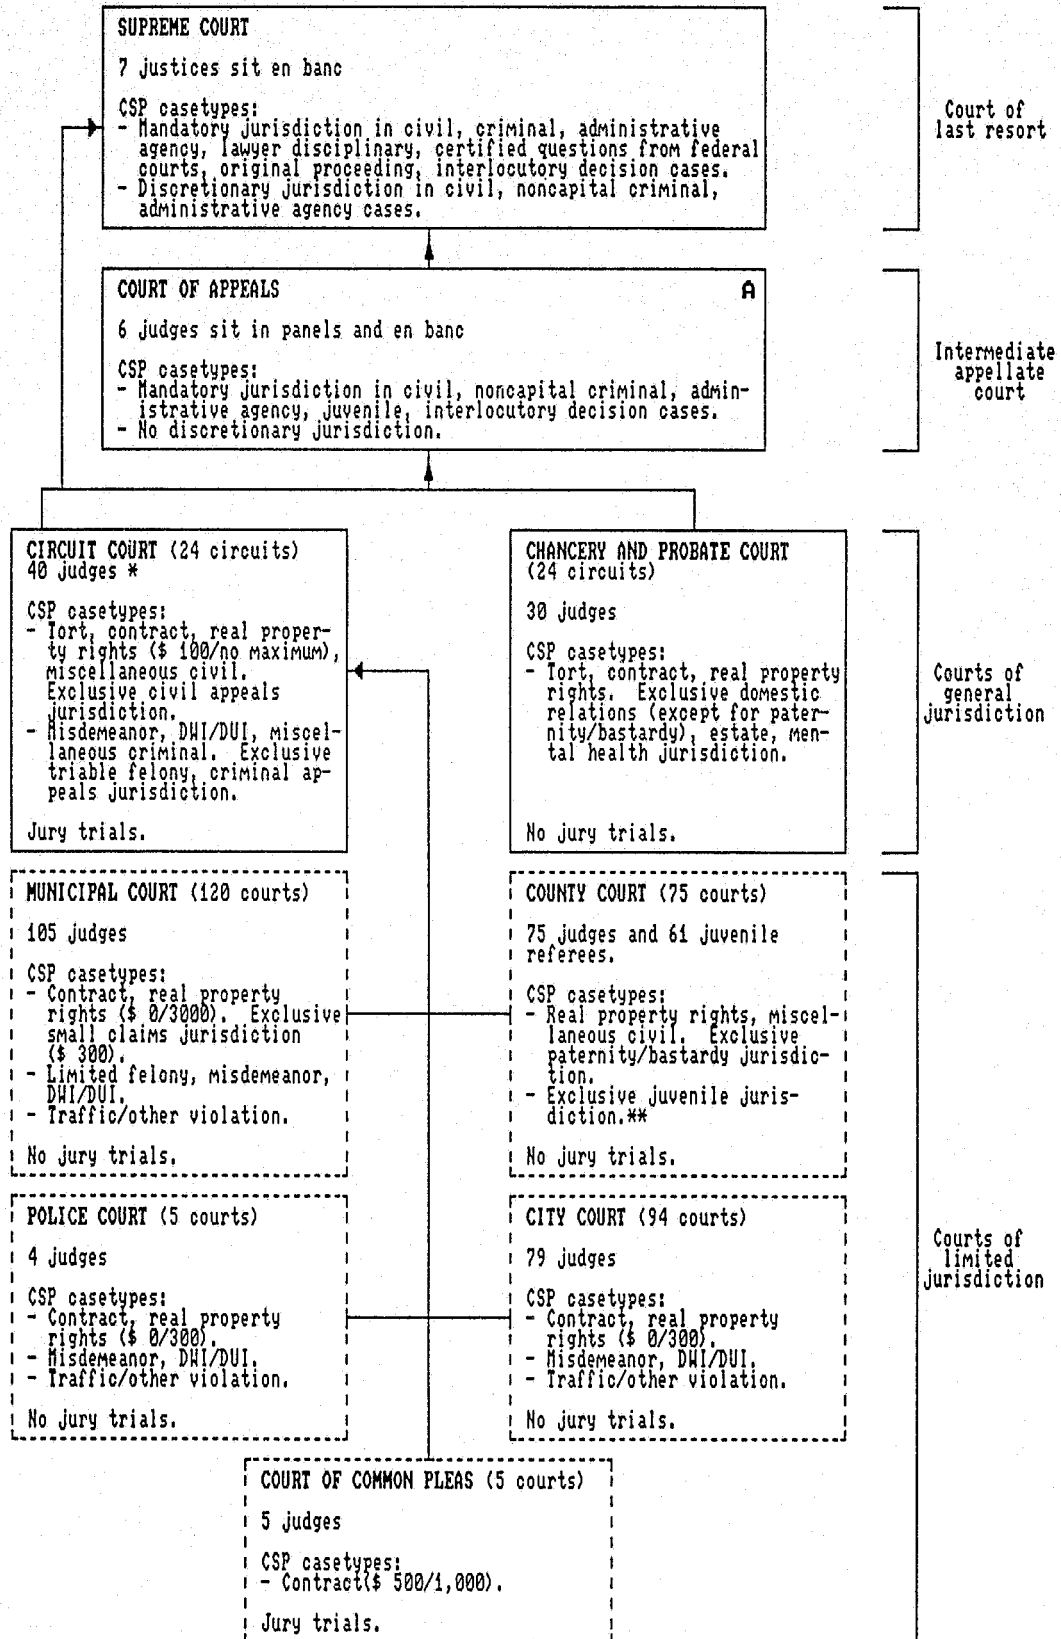 SUPREME COURT
7 justices sit en banc
CSP casetypes:
- Mandatory jurisdiction in civil, criminal, administrative
agency, lawyer disciplinary, certified questions from federal
courts, original proceeding, interlocutory decision cases.
- Discretionary jurisdiction in civil, noncapital criminal,
administrative agency cases.
Court of
last resort
COURT OF APPEALS
A
6 judges sit in panels and en banc
CSP casetypes:
- Mandatory jurisdiction in civil, noncapital criminal, admin-
istrative agency, juvenile, interlocutory decision cases.
- No discretionary jurisdiction.
Intermediate
appellate
court
CIRCUIT COURT (24 circuits)
40 judges *
CSP casetypes:
- Tort, contract, real proper-
ty rights ($ 100/no maximum),
miscellaneous civil.
Exclusive civil appeals
jurisdiction.
- Misdemeanor, DWI/DUI, miscel-
laneous criminal. Exclusive
triable felony, criminal ap-
peals jurisdiction.
Jury trials.
CHANCERY AND PROBATE COURT
(24 circuits)
30 judges
CSP casetypes:
- Tort, contract, real property
rights. Exclusive domestic
relations (except for pater-
nity/bastardy), estate, men-
tal health jurisdiction.
No jury trials.
Courts of
general
jurisdiction
MUNICIPAL COURT (120 courts)
105 judges
CSP casetypes:
- Contract, real property
rights ($ 0/3000). Exclusive
small claims jurisdiction
($ 300).
- Limited felony, misdemeanor,
DWI/DUI.
- Traffic/other violation.
No jury trials.
COUNTY COURT (75 courts)
75 judges and 61 juvenile
referees.
CSP casetypes:
- Real property rights, miscel-
laneous civil. Exclusive
paternity/bastardy jurisdic-
tion.
- Exclusive juvenile juris-
diction.**
No jury trials.
POLICE COURT (5 courts)
4 judges
CSP casetypes:
- Contract, real property
rights ($ 0/300).
- Misdemeanor, DWI/DUI.
- Traffic/other violation.
No jury trials.
CITY COURT (94 courts)
79 judges
CSP casetypes:
- Contract, real property
rights ($ 0/300).
- Misdemeanor, DWI/DUI.
- Traffic/other violation.
No jury trials.
Courts of
limited
jurisdiction
COURT OF COMMON PLEAS (5 courts)
5 judges
CSP casetypes:
- Contract($ 500/1,000).
Jury trials.